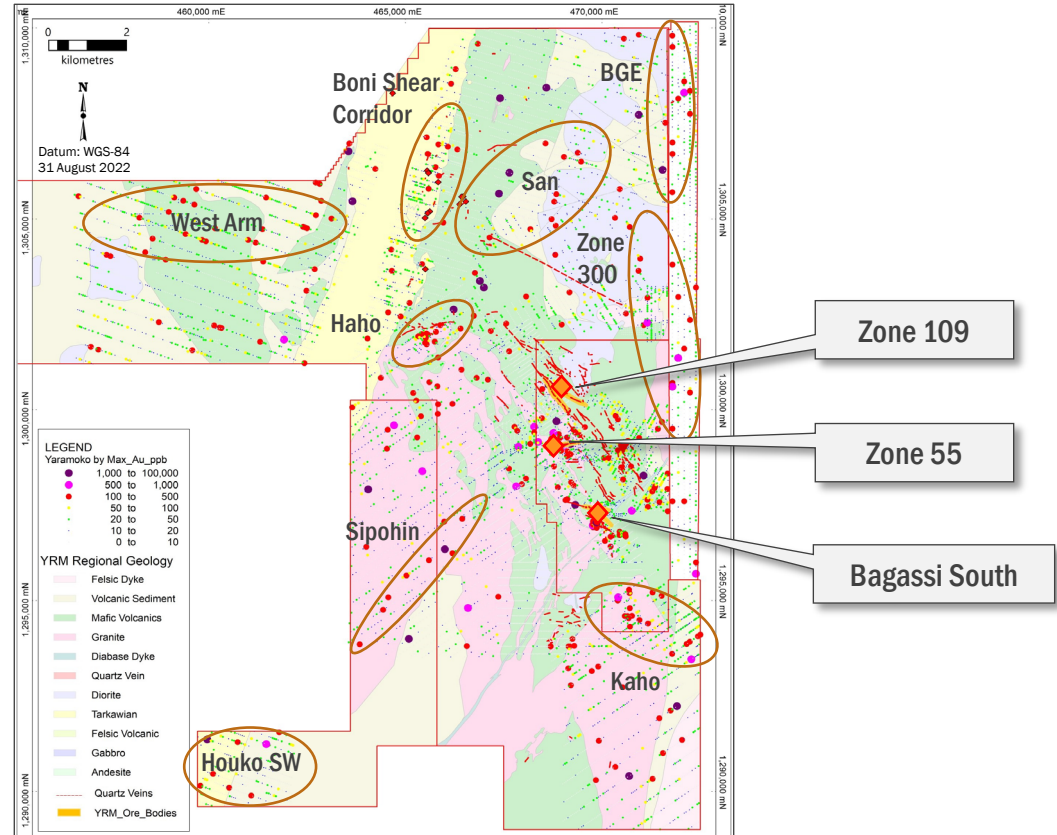 460,000 mE
465,000 mE
470,000 mE
10,000 mN
1,310,000 mN
0 2
kilometres
N
Datum: WGS-84
31 August 2022
Boni Shear
Corridor
BGE
San
West Arm
Zone
300
Haho
1,305,000 mN
1,305,000 mN
Zone 109
1,300,000 mN
1,300,000 mN
Zone 55
Sipohin
Bagassi South
1,295,000 mN
1,295,000 mN
Kaho
Houko SW
1,290,000 mN
1,290,000 mN
LEGEND
Yaramoko by Max_Au_ppb
1,000 to 100,000
500 to 1,000
100 to 500
50 to 100
20 to 50
10 to 20
0 to 10
YRM Regional Geology
Felsic Dyke
Volcanic Sediment
Mafic Volcanics
Granite
Diabase Dyke
Quartz Vein
Diorite
Tarkawian
Felsic Volcanic
Gabbro
Andesite
Quartz Veins
YRM_Ore_Bodies